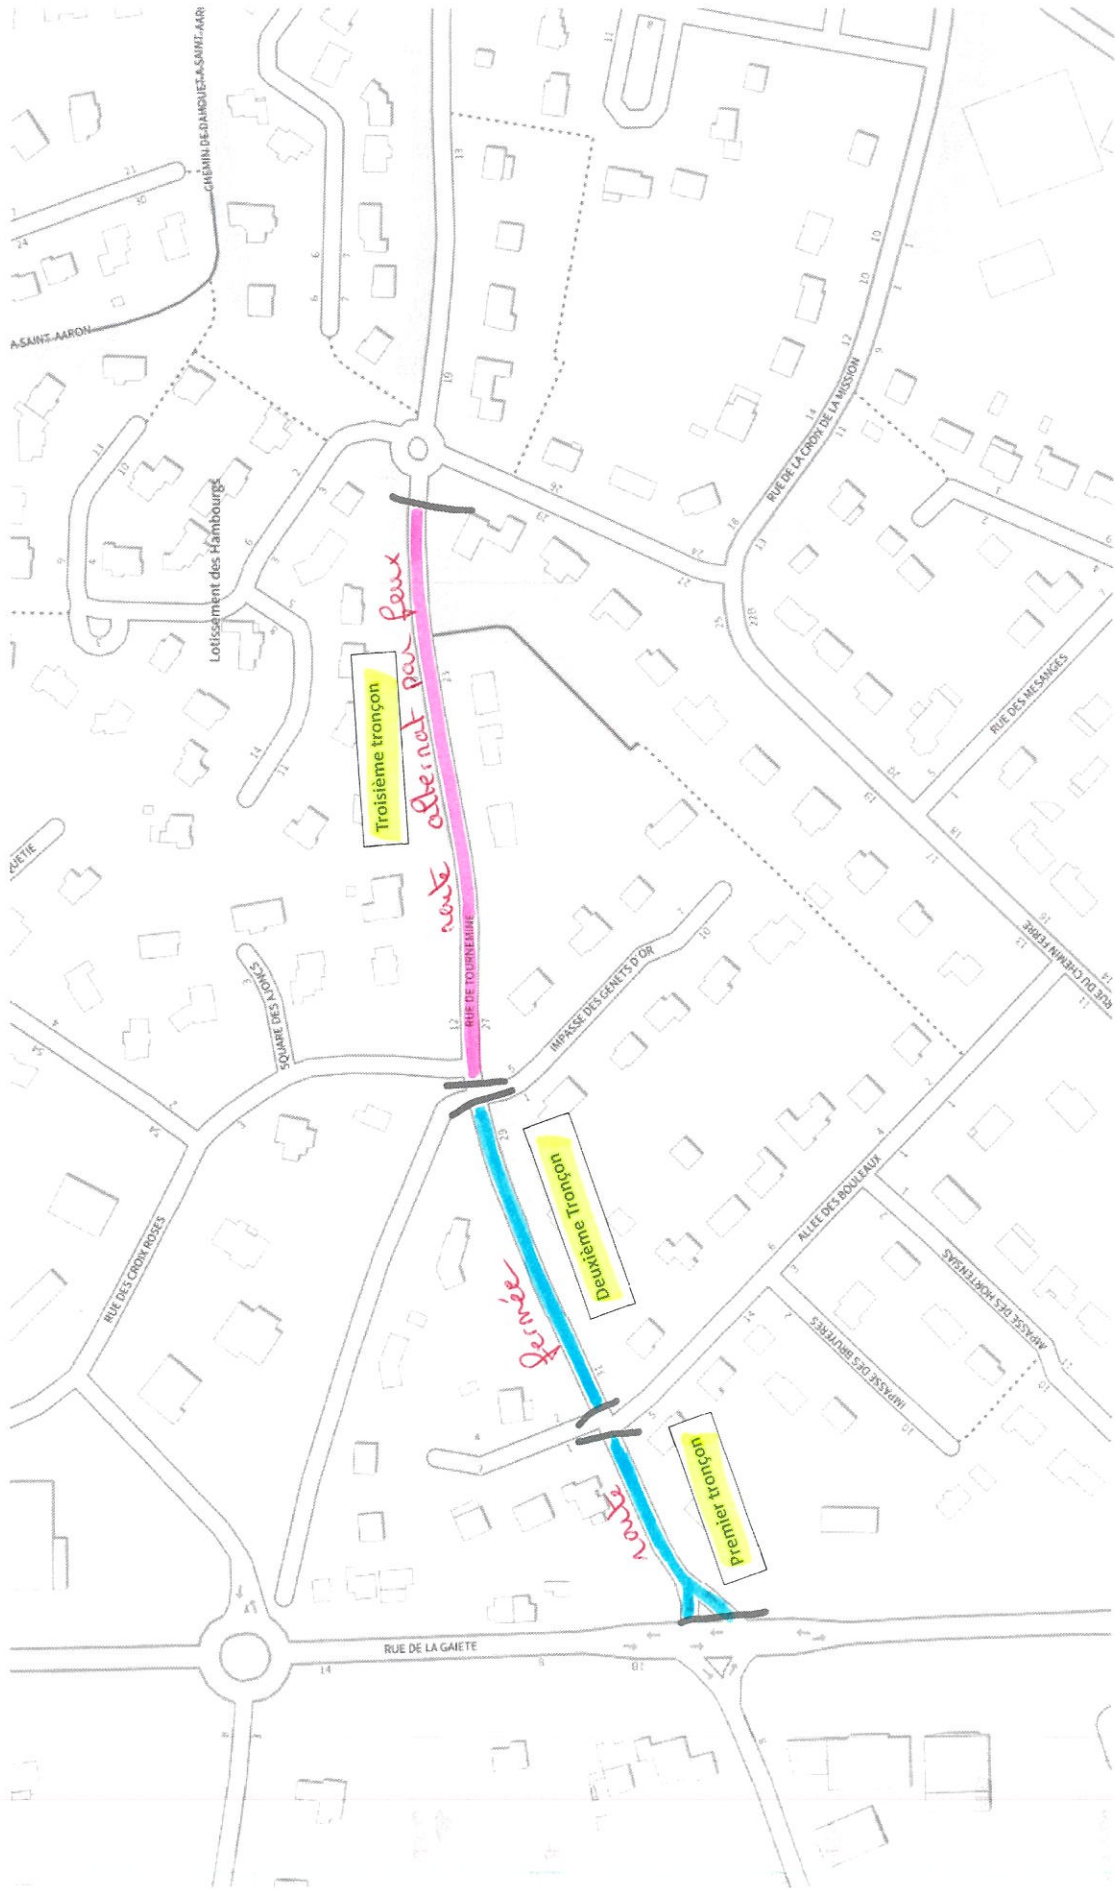 CHEMIN DE DAHOUET A SAINT-AAR
A SAINT-AARON
Lotissement des Hambourgs
RUE DE LA CROIX DE LA MISSION
Troisième tronçon
route alternat par feux
RUE DE TOURNEMINE
SQUARE DES AJONCS
IMPASSE DES GENETS D'OR
RUE DES MESANGES
RUE DU CHEMIN FERRE
RUE DES CROIX ROSES
Deuxième Tronçon
fermée
ALLEE DES BOULEAUX
IMPASSE DES HORTENSIAS
IMPASSE DES BRUYERES
Premier tronçon
route
RUE DE LA GAIETE